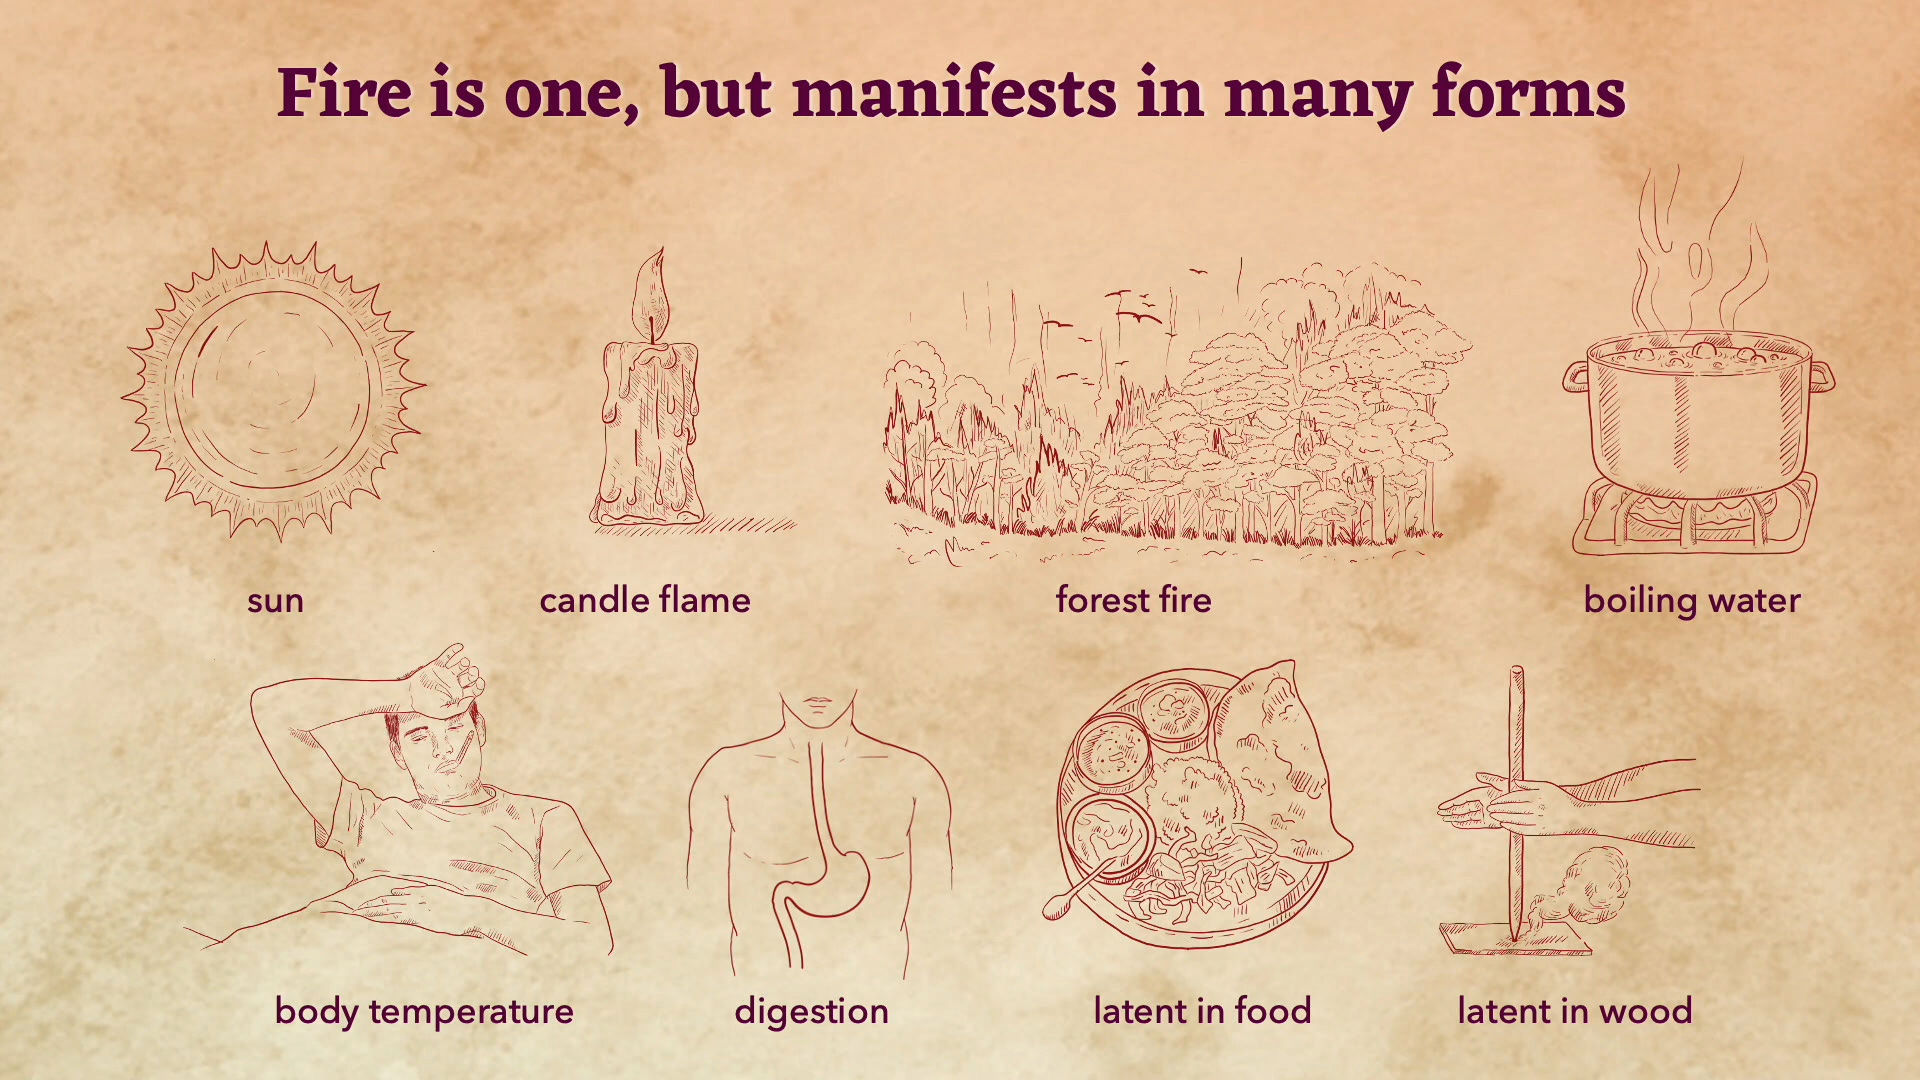 Fire is one, but manifests in many forms
sun
candle flame
forest fire
boiling water
body temperature
digestion
latent in food
latent in wood